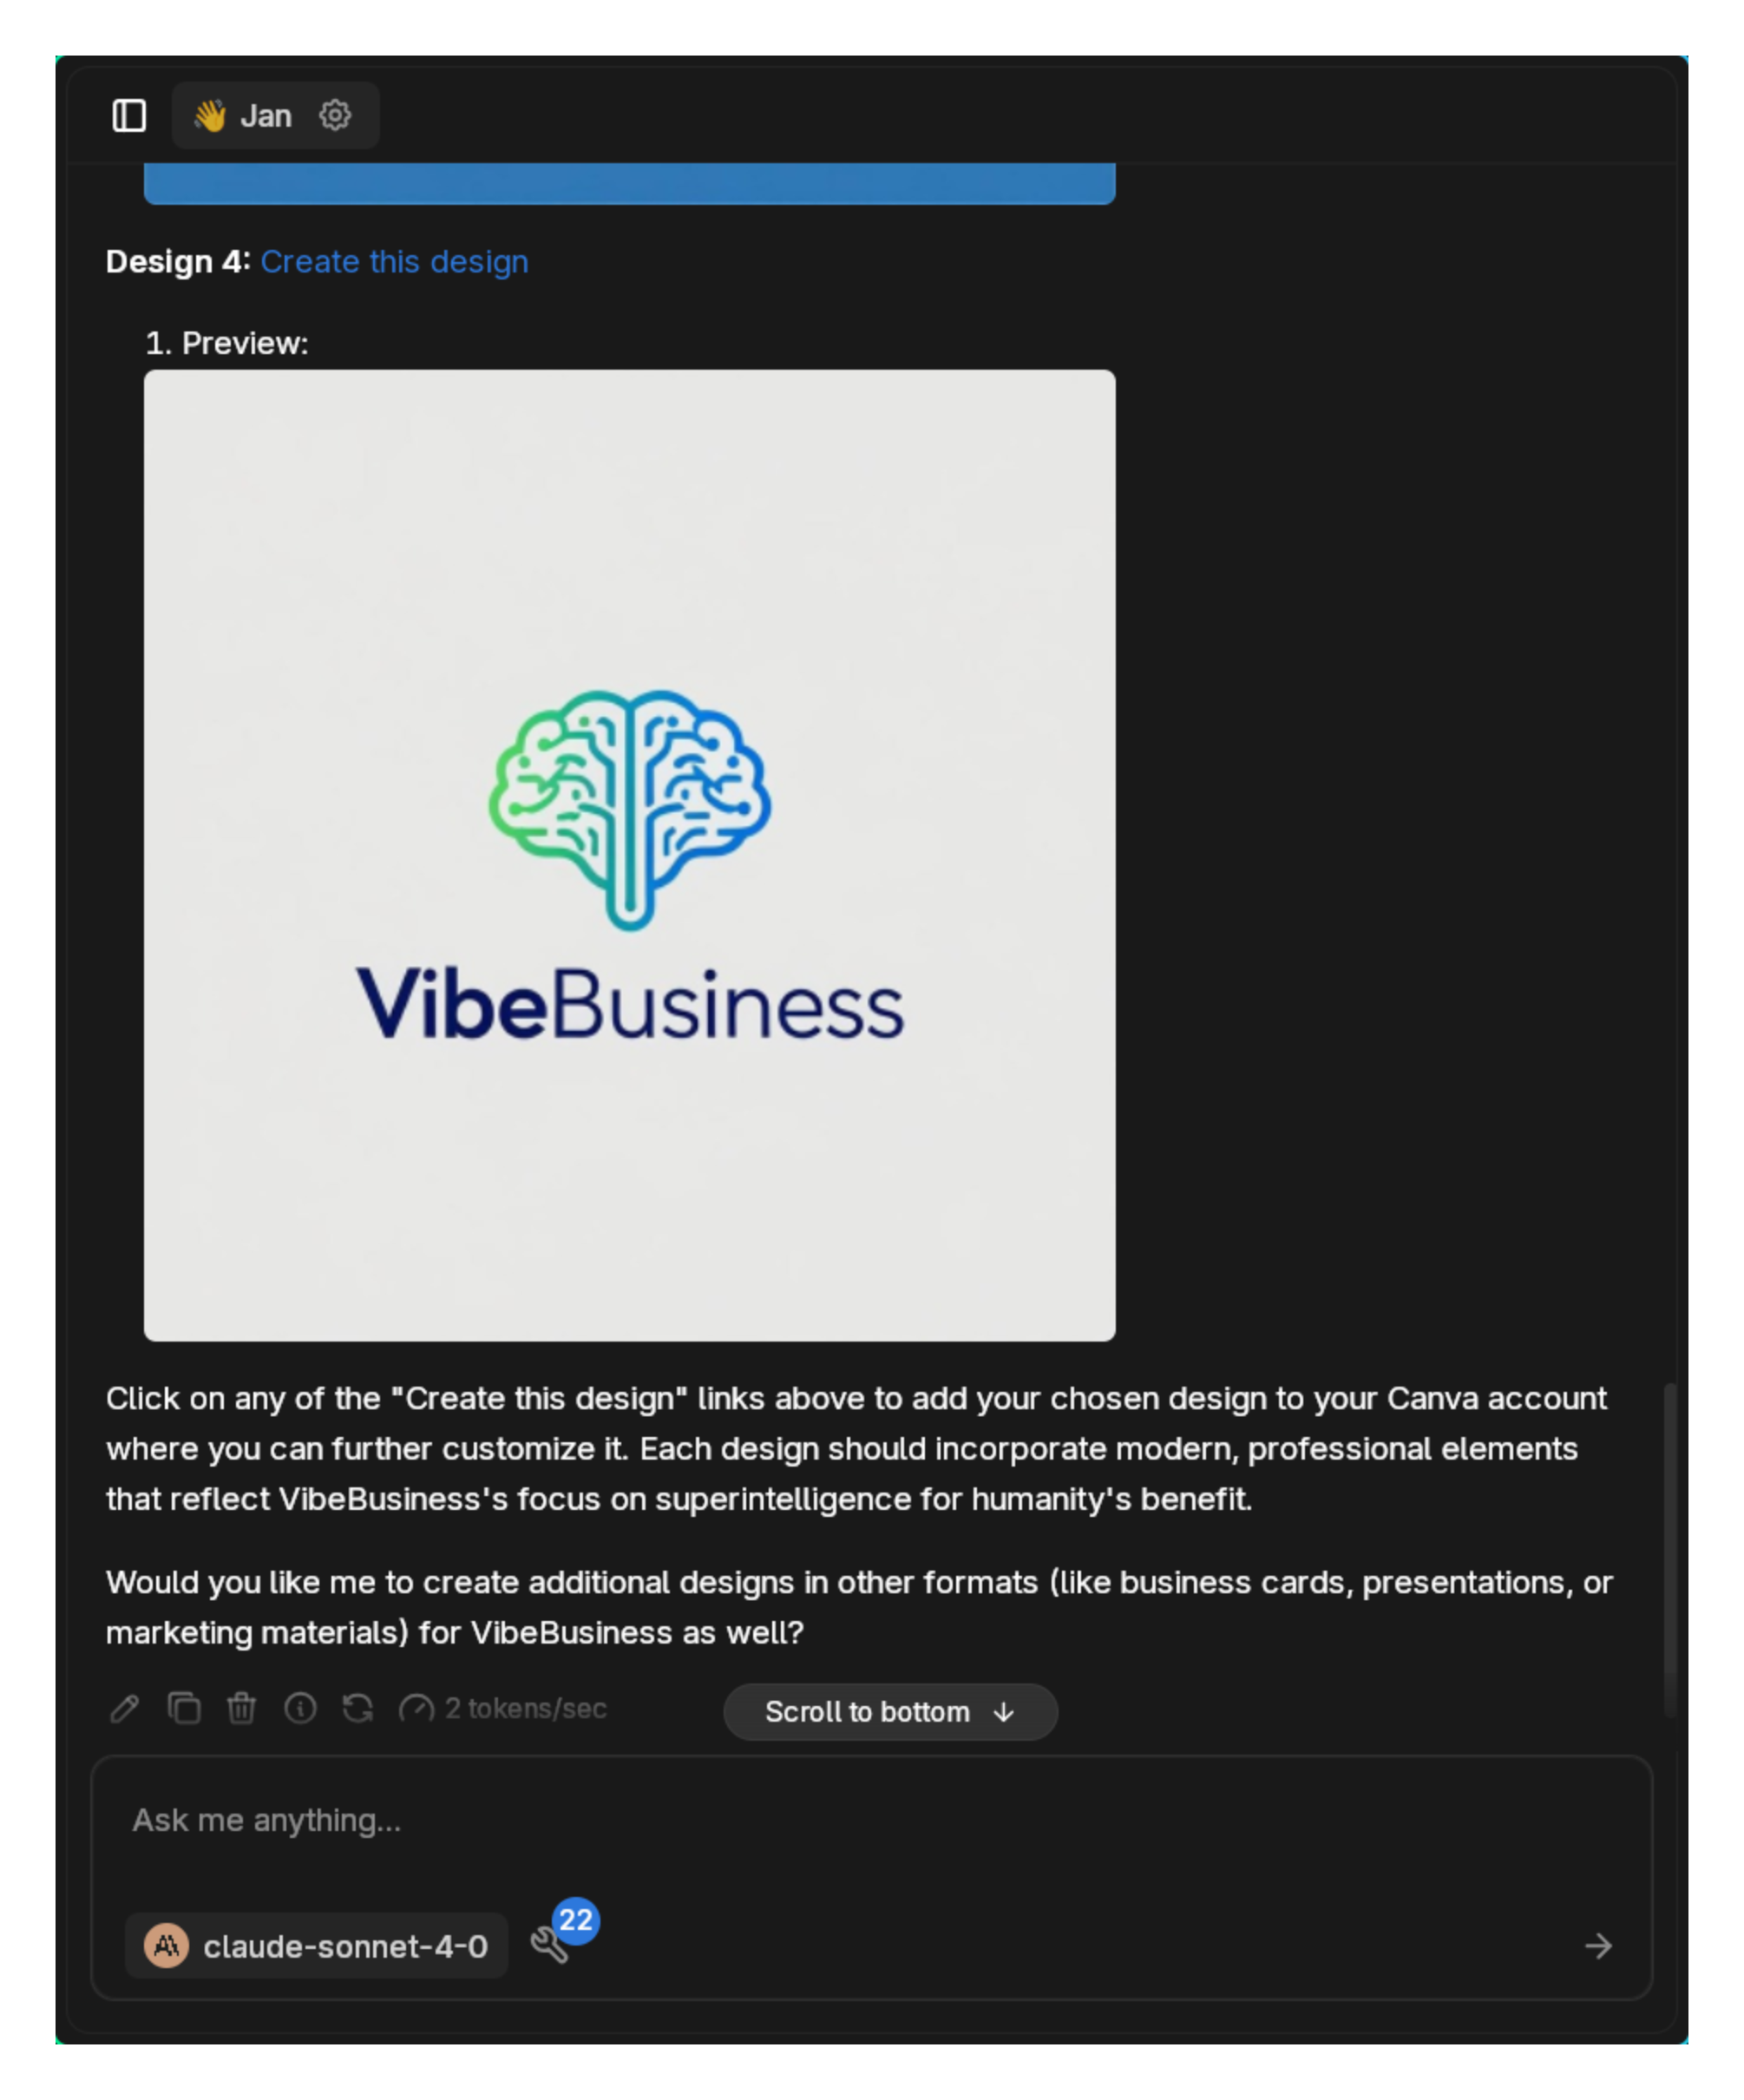 👋 Jan
Design 4: Create this design
1. Preview:
VibeBusiness
Click on any of the "Create this design" links above to add your chosen design to your Canva account
where you can further customize it. Each design should incorporate modern, professional elements
that reflect VibeBusiness's focus on superintelligence for humanity's benefit.
Would you like me to create additional designs in other formats (like business cards, presentations, or
marketing materials) for VibeBusiness as well?
2 tokens/sec
Scroll to bottom
Ask me anything...
claude-sonnet-4-0
22